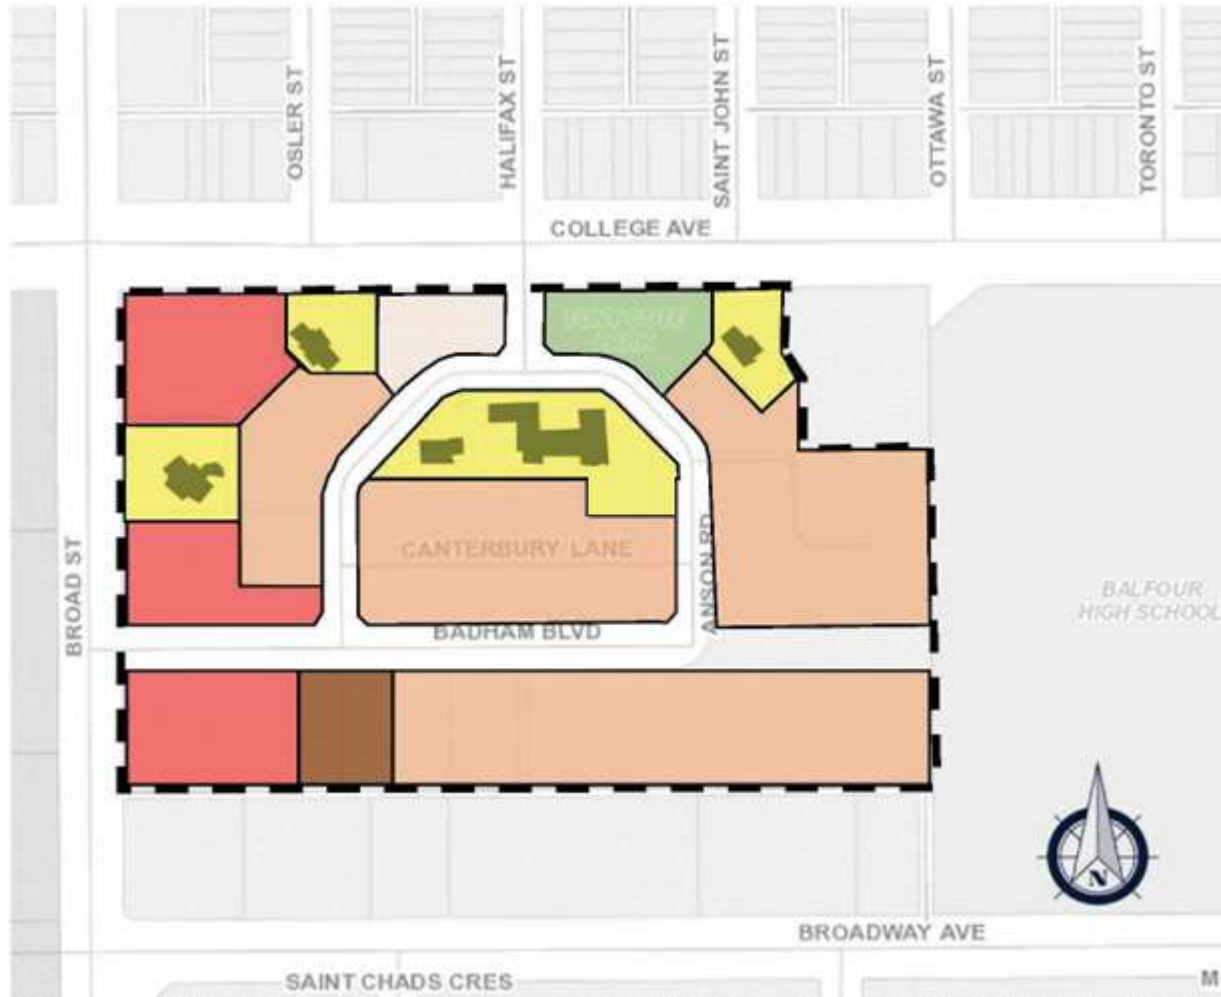 OSLER ST
HALIFAX ST
SAINT JOHN ST
OTTAWA ST
TORONTO ST
COLLEGE AVE
BROAD ST
CANTERBURY LANE
ANSON RD
BADHAM BLVD
BALFOUR
HIGH SCHOOL
N
BROADWAY AVE
SAINT CHADS CRES
M